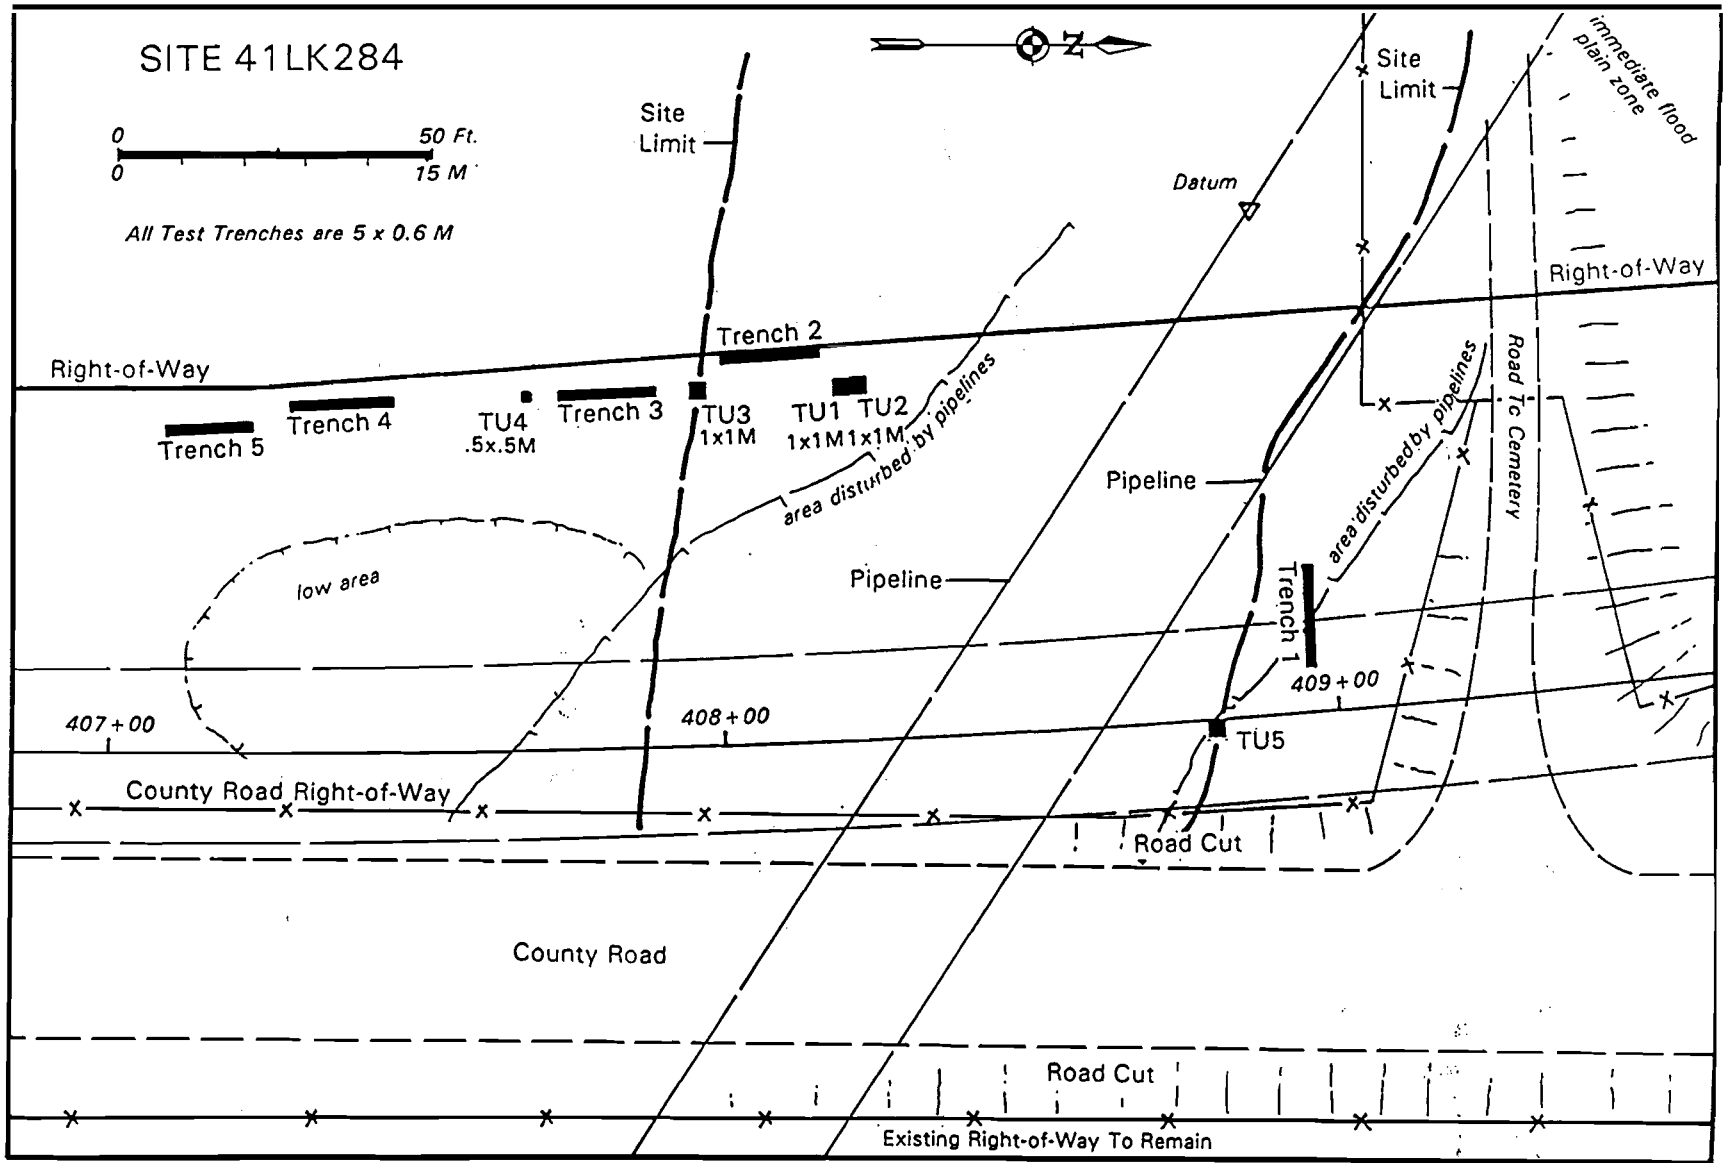 SITE 41LK284
N
0 50 Ft.
0 15 M
All Test Trenches are 5 x 0.6 M
Site
Limit
Site
Limit
immediate flood
plain zone
Datum
Right-of-Way
Right-of-Way
Trench 2
Trench 5
Trench 4
TU4
.5x.5M
Trench 3
TU3
1x1M
TU1 TU2
1x1M 1x1M
area disturbed by pipelines
area disturbed by pipelines
Road To Cemetery
Pipeline
Pipeline
low area
Trench 1
407+00
408+00
409+00
TU5
County Road Right-of-Way
Road Cut
County Road
Road Cut
Existing Right-of-Way To Remain